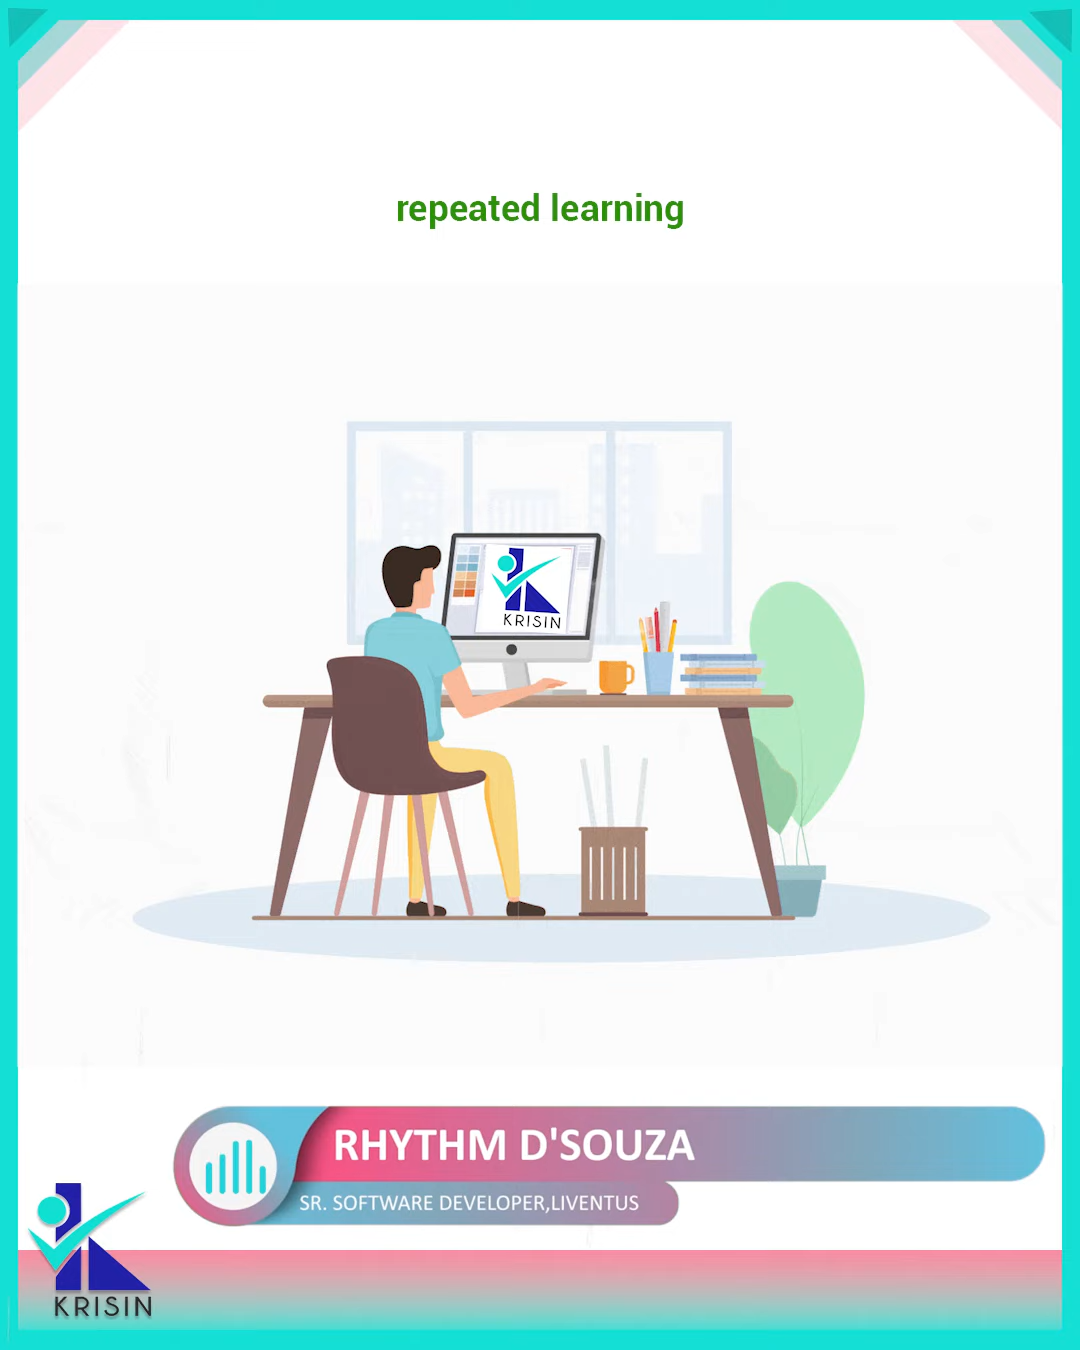 repeated learning
KRISIN
RHYTHM D'SOUZA
SR. SOFTWARE DEVELOPER,LIVENTUS
KRISIN